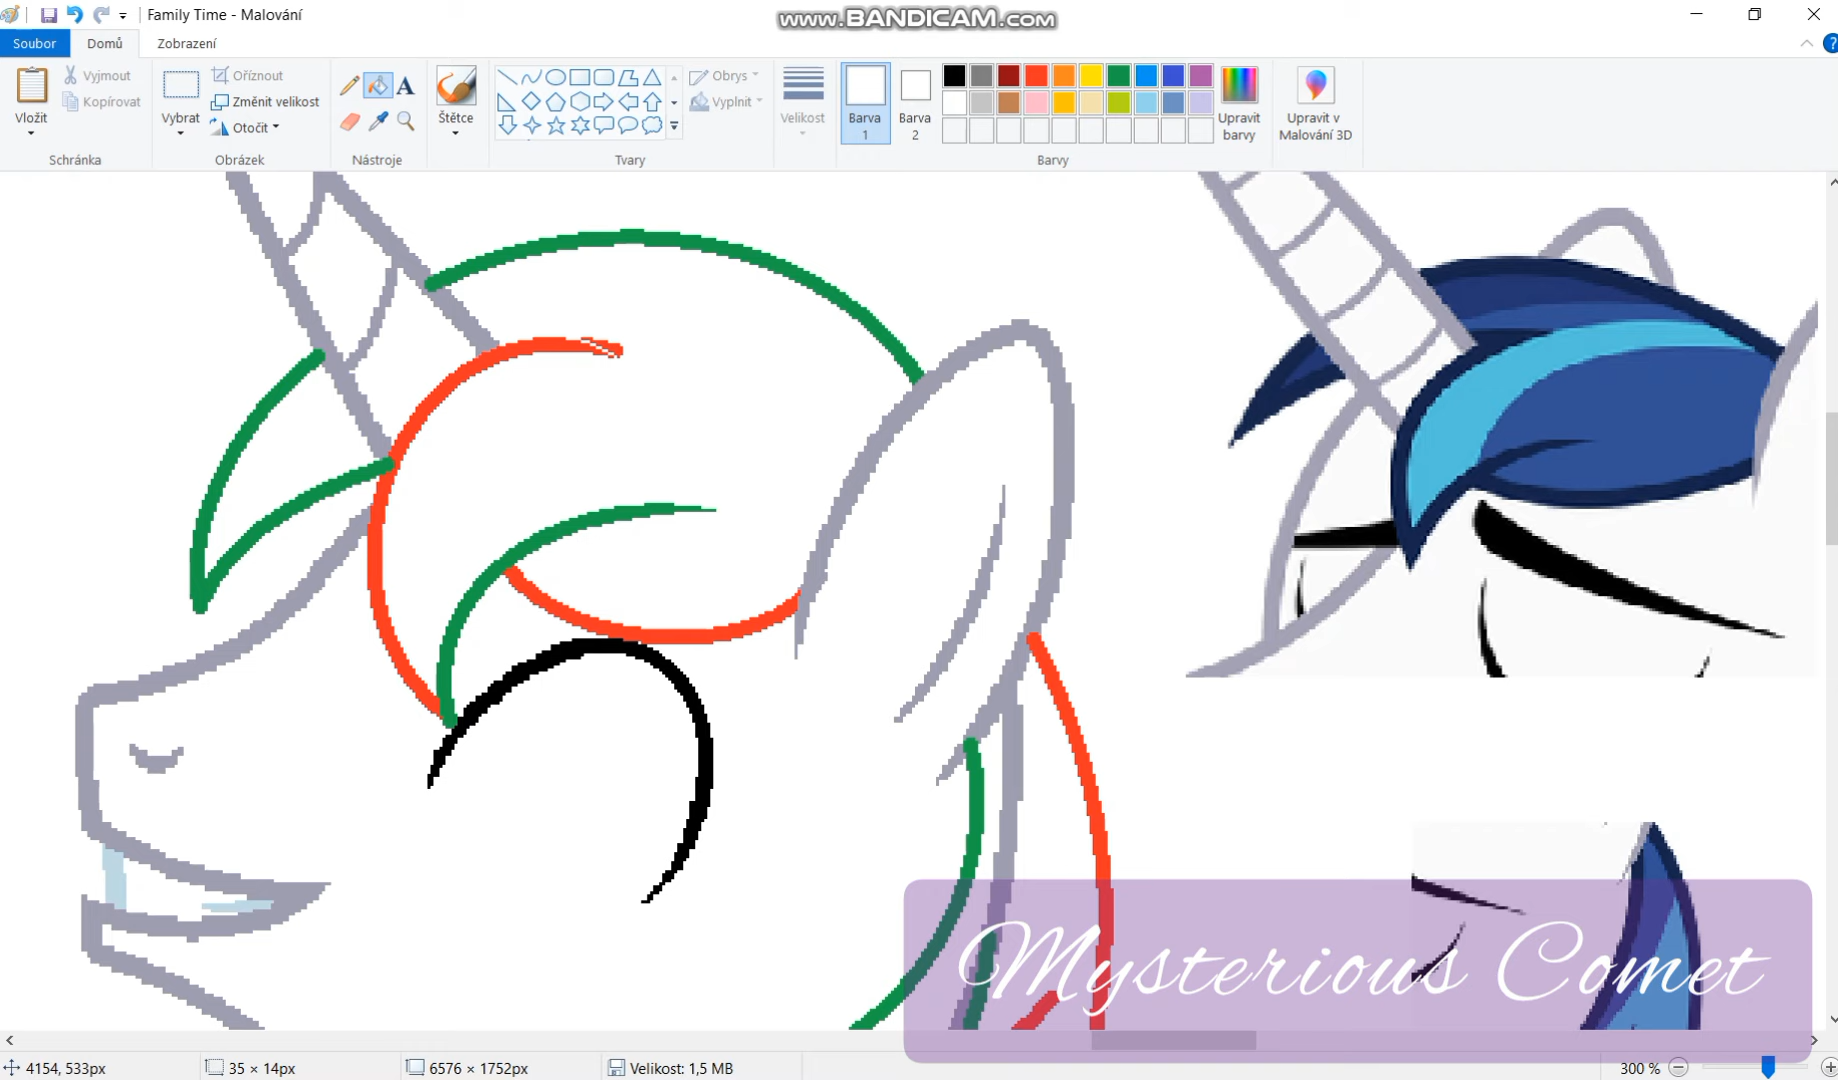 Family Time - Malování
www.BANDICAM.com
Soubor
Domů
Zobrazení
Vložit
Vyjmout
Kopírovat
Schránka
Vybrat
Oříznout
Změnit velikost
Otočit
Obrázek
A
Nástroje
Štětce
Tvary
Obrys
Vyplnit
Velikost
Barva 1
Barva 2
Barvy
Upravit barvy
Upravit v Malování 3D
Mysterious Comet
4154, 533px
35 × 14px
6576 × 1752px
Velikost: 1,5 MB
300 %